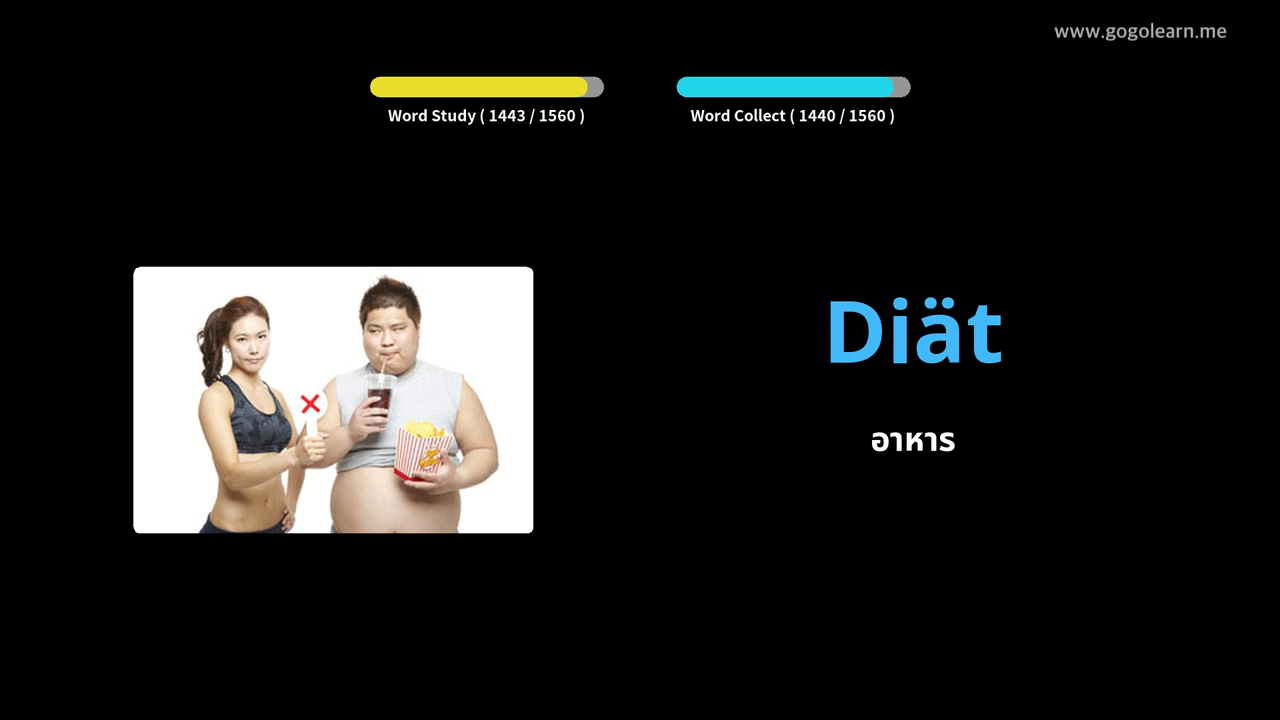 www.gogolearn.me
Word Study ( 1443 / 1560 )
Word Collect ( 1440 / 1560 )
Diät
อาหาร